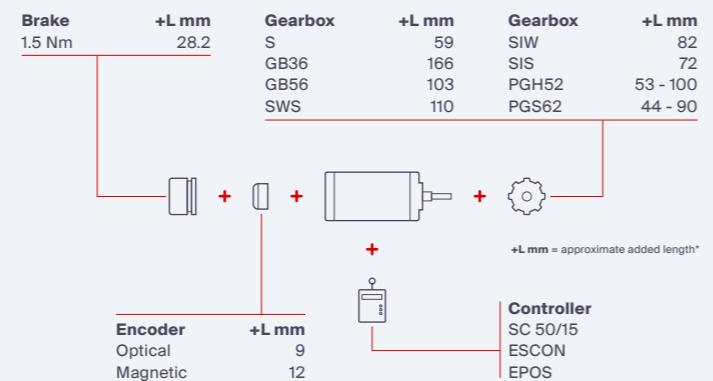 Brake +L mm
1.5 Nm 28.2
Gearbox +L mm
S 59
GB36 166
GB56 103
SWS 110
Gearbox +L mm
SIW 82
SIS 72
PGH52 53 - 100
PGS62 44 - 90
+ + +
+L mm = approximate added length*
+
Encoder +L mm
Optical 9
Magnetic 12
Controller
SC 50/15
ESCON
EPOS